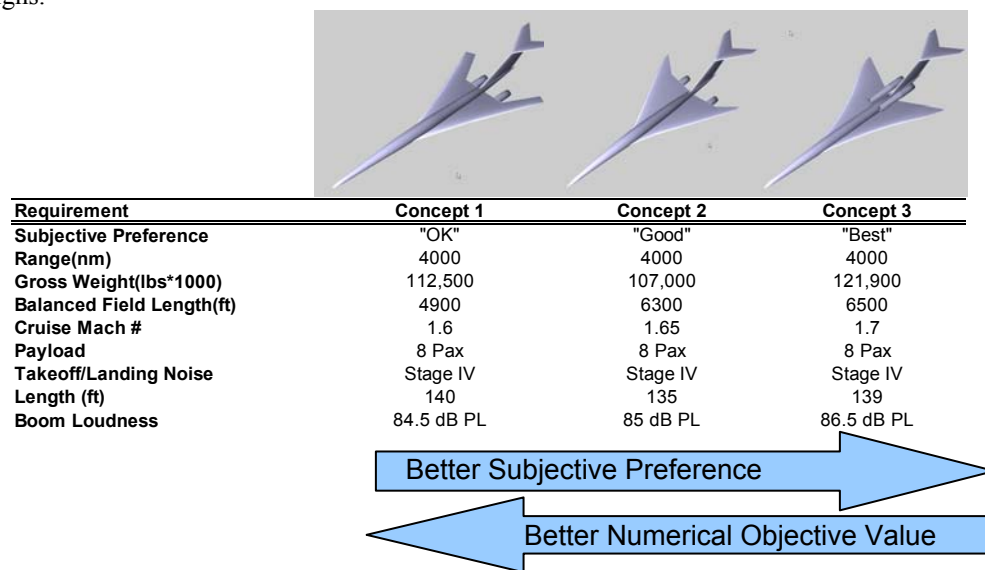 Requirement Concept 1 Concept 2 Concept 3
Subjective Preference "OK" "Good" "Best"
Range(nm) 4000 4000 4000
Gross Weight(lbs*1000) 112,500 107,000 121,900
Balanced Field Length(ft) 4900 6300 6500
Cruise Mach # 1.6 1.65 1.7
Payload 8 Pax 8 Pax 8 Pax
Takeoff/Landing Noise Stage IV Stage IV Stage IV
Length (ft) 140 135 139
Boom Loudness 84.5 dB PL 85 dB PL 86.5 dB PL
Better Subjective Preference
Better Numerical Objective Value